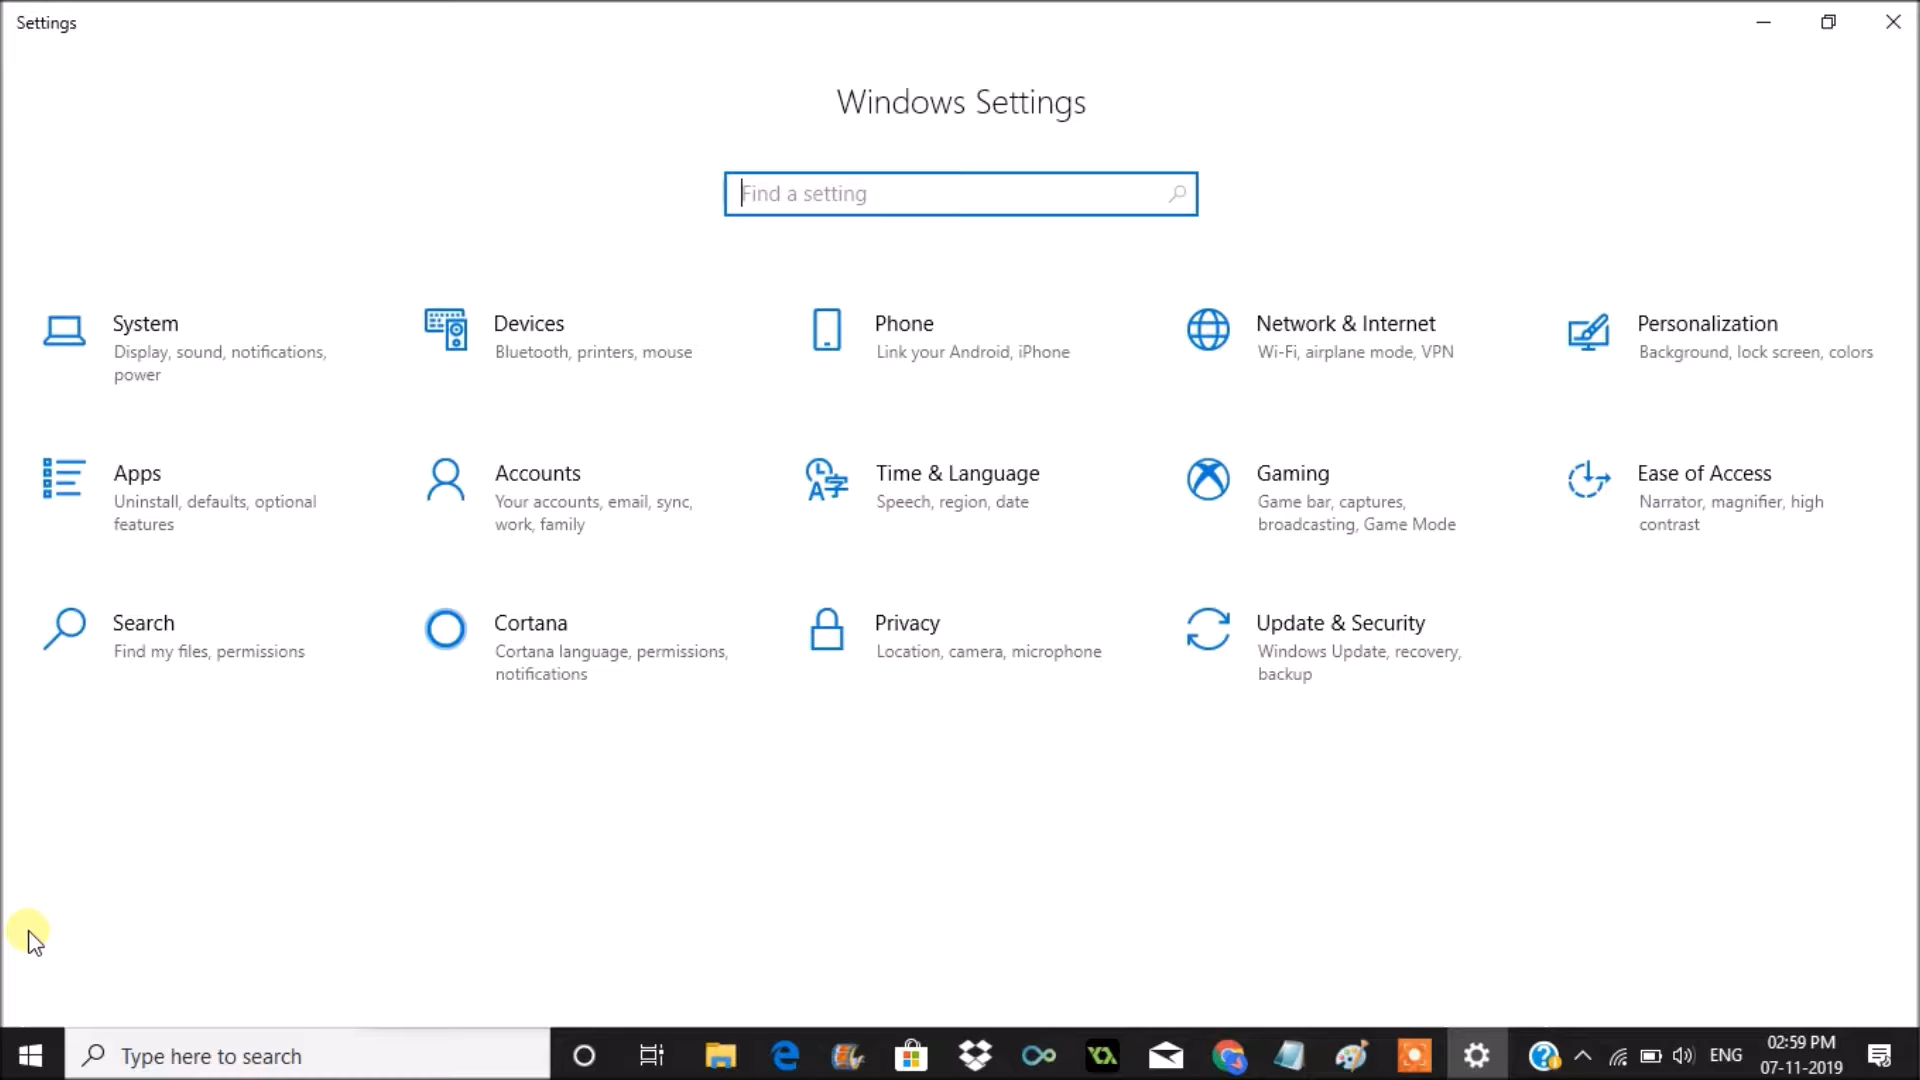 Settings
Windows Settings
Find a setting
System
Display, sound, notifications,
power
Devices
Bluetooth, printers, mouse
Phone
Link your Android, iPhone
Network & Internet
Wi-Fi, airplane mode, VPN
Personalization
Background, lock screen, colors
Apps
Uninstall, defaults, optional
features
Accounts
Your accounts, email, sync,
work, family
Time & Language
Speech, region, date
Gaming
Game bar, captures,
broadcasting, Game Mode
Ease of Access
Narrator, magnifier, high
contrast
Search
Find my files, permissions
Cortana
Cortana language, permissions,
notifications
Privacy
Location, camera, microphone
Update & Security
Windows Update, recovery,
backup
Type here to search
ENG
02:59 PM
07-11-2019